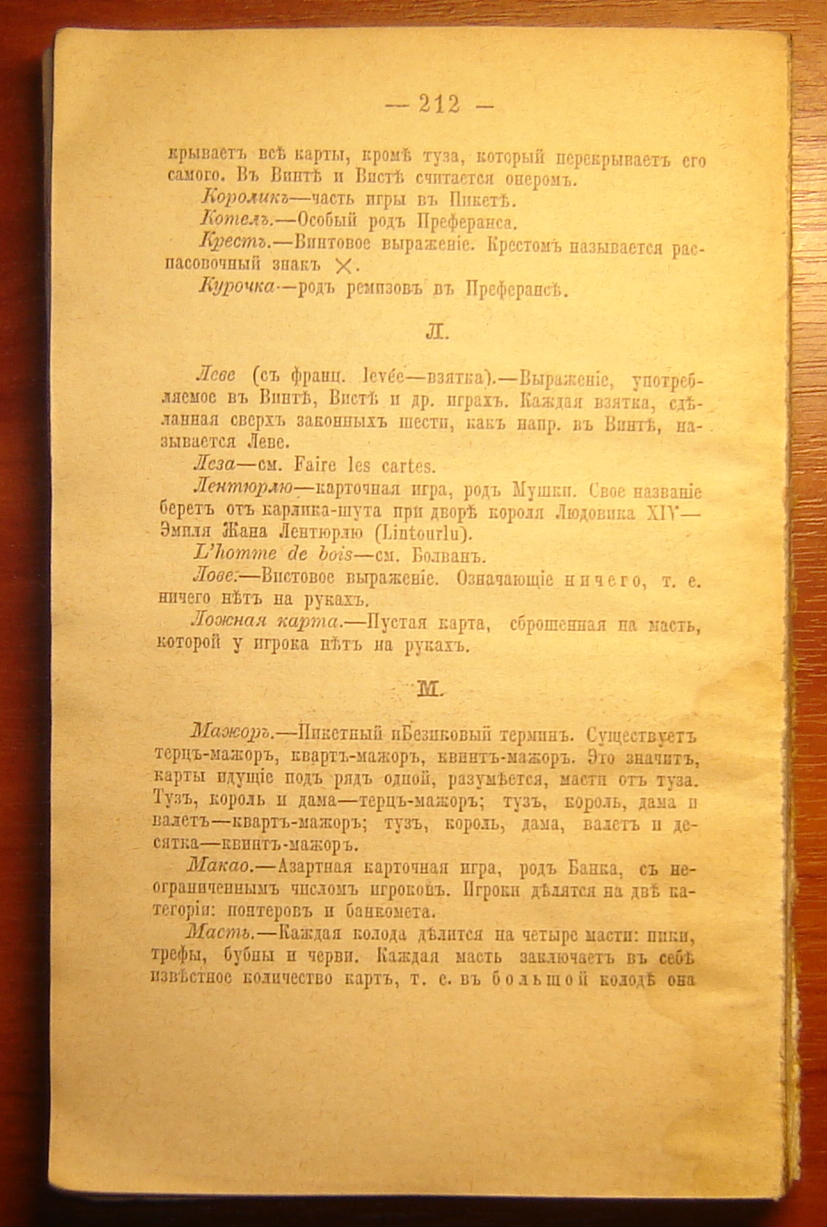 — 212 —
крываетъ всѣ карты, кромѣ туза, который перекрываетъ его
самого. Въ Винтѣ и Вистѣ считается онеромъ.
Короликъ—часть игры въ Пикетѣ.
Котелъ.—Особый родъ Преферанса.
Крестъ.—Винтовое выраженіе. Крестомъ называется рас-
пасовочный знакъ ×.
Курочка—родъ ремизовъ въ Преферансѣ.
Л.
Леве (съ франц. levée—взятка).—Выраженіе, употреб-
ляемое въ Винтѣ, Вистѣ и др. играхъ. Каждая взятка, сдѣ-
ланная сверхъ законныхъ шести, какъ напр. въ Винтѣ, на-
зывается Леве.
Леза—см. Faire les cartes.
Лентюрлю—карточная игра, родъ Мушки. Свое названіе
беретъ отъ карлика-шута при дворѣ короля Людовика XIV—
Эмиля Жана Лентюрлю (Lintourlu).
L'homme de bois—см. Болванъ.
Лове:—Вистовое выраженіе. Означающіе ничего, т. е.
ничего нѣтъ на рукахъ.
Ложная карта.—Пустая карта, сброшенная на масть,
которой у игрока нѣтъ на рукахъ.
М.
Мажоръ.—Пикетный иБезиковый терминъ. Существуетъ
терцъ-мажоръ, квартъ-мажоръ, квинтъ-мажоръ. Это значитъ,
карты идущіе подъ рядъ одной, разумѣется, масти отъ туза.
Тузъ, король и дама—терцъ-мажоръ; тузъ, король, дама и
валетъ—квартъ-мажоръ; тузъ, король, дама, валетъ и де-
сятка—квинтъ-мажоръ.
Макао.—Азартная карточная игра, родъ Банка, съ не-
ограниченнымъ числомъ игроковъ. Игроки дѣлятся на двѣ ка-
тегоріи: понтеровъ и банкомета.
Масть.—Каждая колода дѣлится на четыре масти: пики,
трефы, бубны и черви. Каждая масть заключаетъ въ себѣ
извѣстное количество картъ, т. е. въ большой колодѣ она